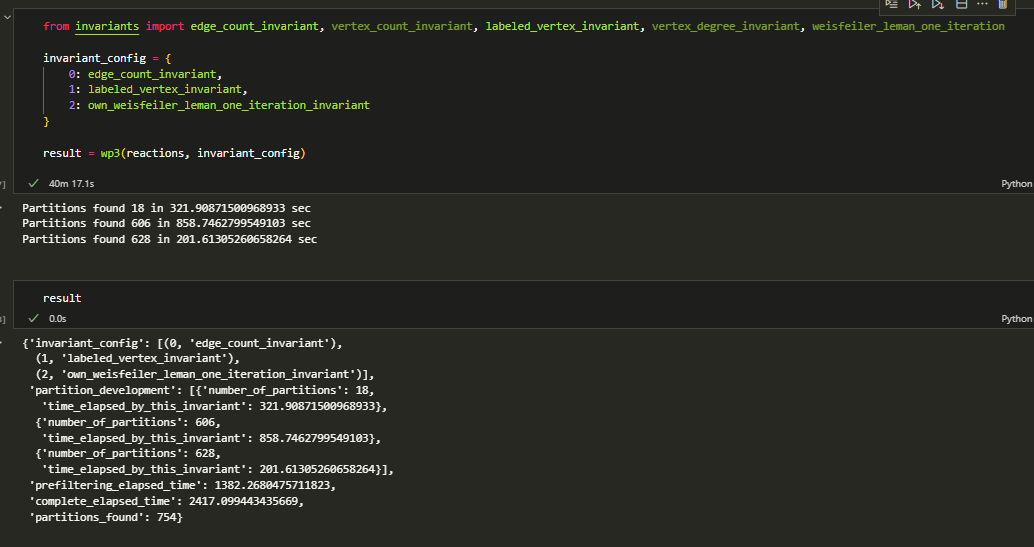 from invariants import edge_count_invariant, vertex_count_invariant, labeled_vertex_invariant, vertex_degree_invariant, weisfeiler_leman_one_iteration
invariant_config = {
0: edge_count_invariant,
1: labeled_vertex_invariant,
2: own_weisfeiler_leman_one_iteration_invariant
}
result = wp3(reactions, invariant_config)
40m 17.1s
Python
Partitions found 18 in 321.90871500968933 sec
Partitions found 606 in 858.7462799549103 sec
Partitions found 628 in 201.61305260658264 sec
result
0.0s
Python
{'invariant_config': [(0, 'edge_count_invariant'),
(1, 'labeled_vertex_invariant'),
(2, 'own_weisfeiler_leman_one_iteration_invariant')],
'partition_development': [{'number_of_partitions': 18,
'time_elapsed_by_this_invariant': 321.90871500968933},
{'number_of_partitions': 606,
'time_elapsed_by_this_invariant': 858.7462799549103},
{'number_of_partitions': 628,
'time_elapsed_by_this_invariant': 201.61305260658264}],
'prefiltering_elapsed_time': 1382.2680475711823,
'complete_elapsed_time': 2417.099443435669,
'partitions_found': 754}